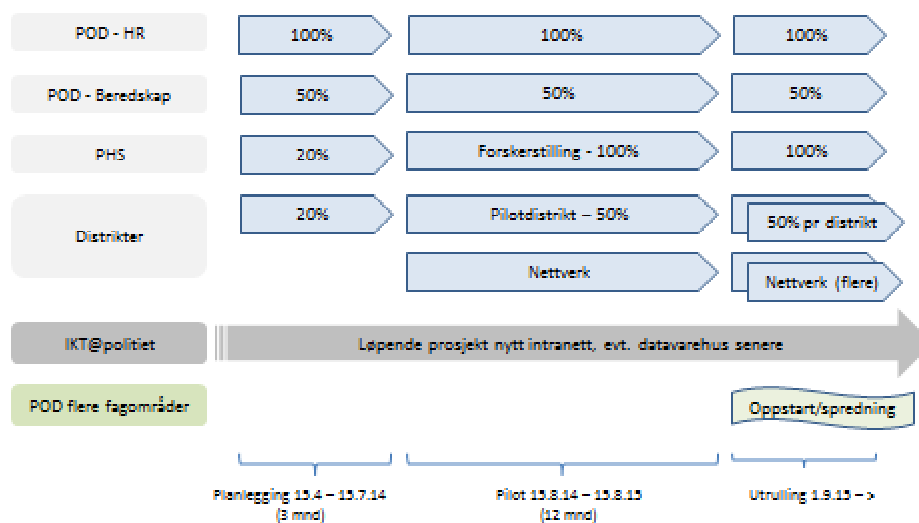 POD - HR
100%
100%
100%
POD - Beredskap
50%
50%
50%
PHS
20%
Forskerstilling - 100%
100%
Distrikter
20%
Pilotdistrikt – 50%
50% pr distrikt
Nettverk
Nettverk (flere)
IKT@politiet
Løpende prosjekt nytt intranett, evt. datavarehus senere
POD flere fagområder
Oppstart/spredning
Planlegging 15.4 – 15.7.14
(3 mnd)
Pilot 15.8.14 – 15.8.15
(12 mnd)
Utrulling 1.9.15 – >